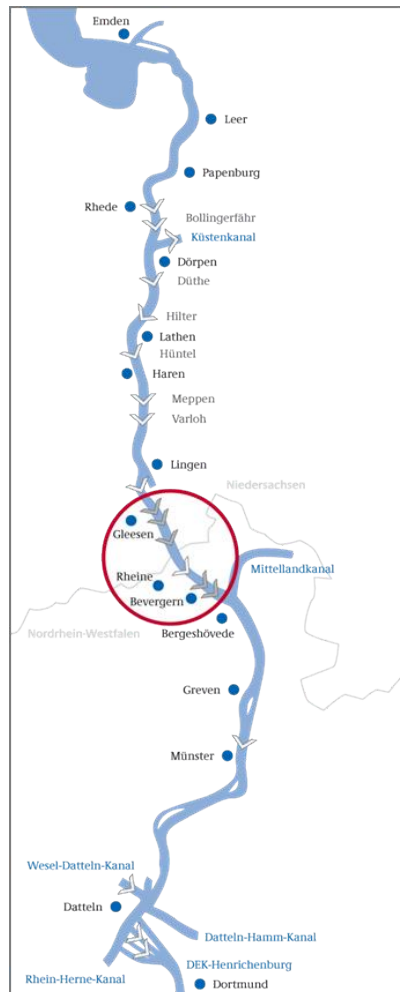 Emden
Leer
Papenburg
Rhede
Bollingerfähr
Küstenkanal
Dörpen
Düthe
Hilter
Lathen
Hüntel
Haren
Meppen
Varloh
Lingen
Niedersachsen
Gleesen
Mittellandkanal
Rheine
Bevergern
Nordrhein-Westfalen
Bergeshövede
Greven
Münster
Wesel-Datteln-Kanal
Datteln
Datteln-Hamm-Kanal
DEK-Henrichenburg
Rhein-Herne-Kanal
Dortmund